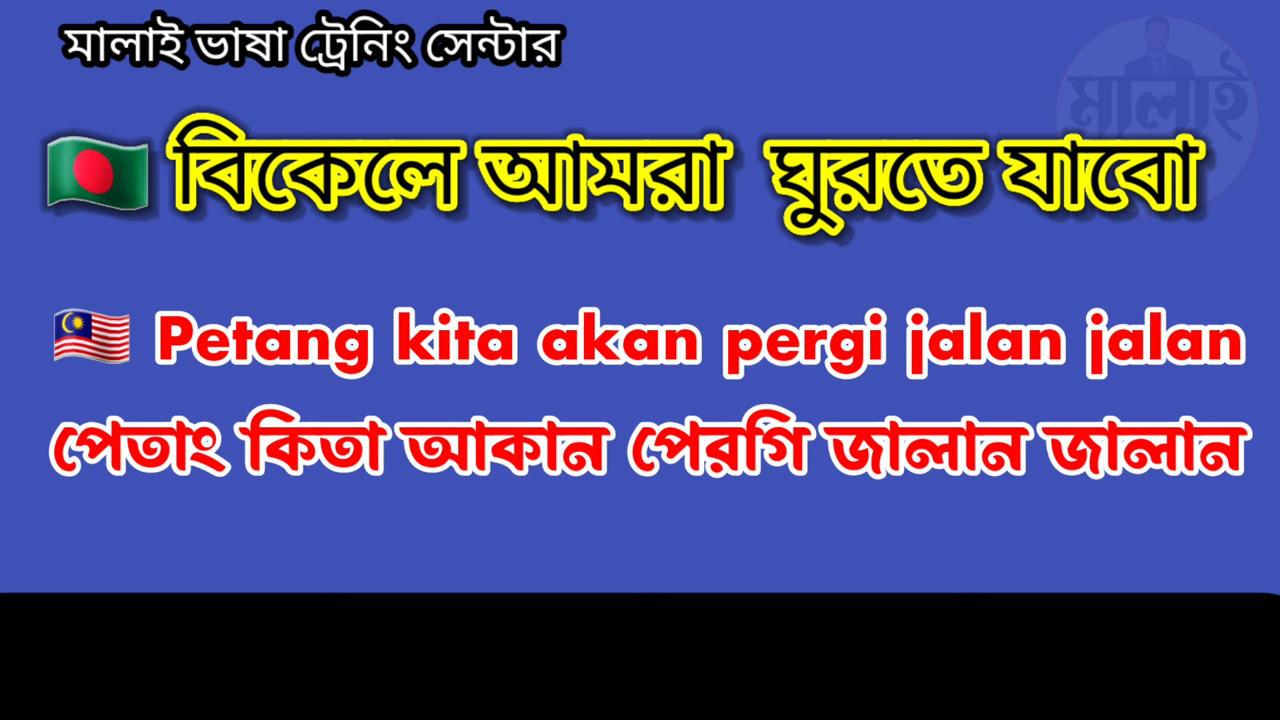 মালাই ভাষা ট্রেনিং সেন্টার
মালাই
বিকেলে আমরা ঘুরতে যাবো
Petang kita akan pergi jalan jalan
পেতাং কিতা আকান পেরগি জালান জালান